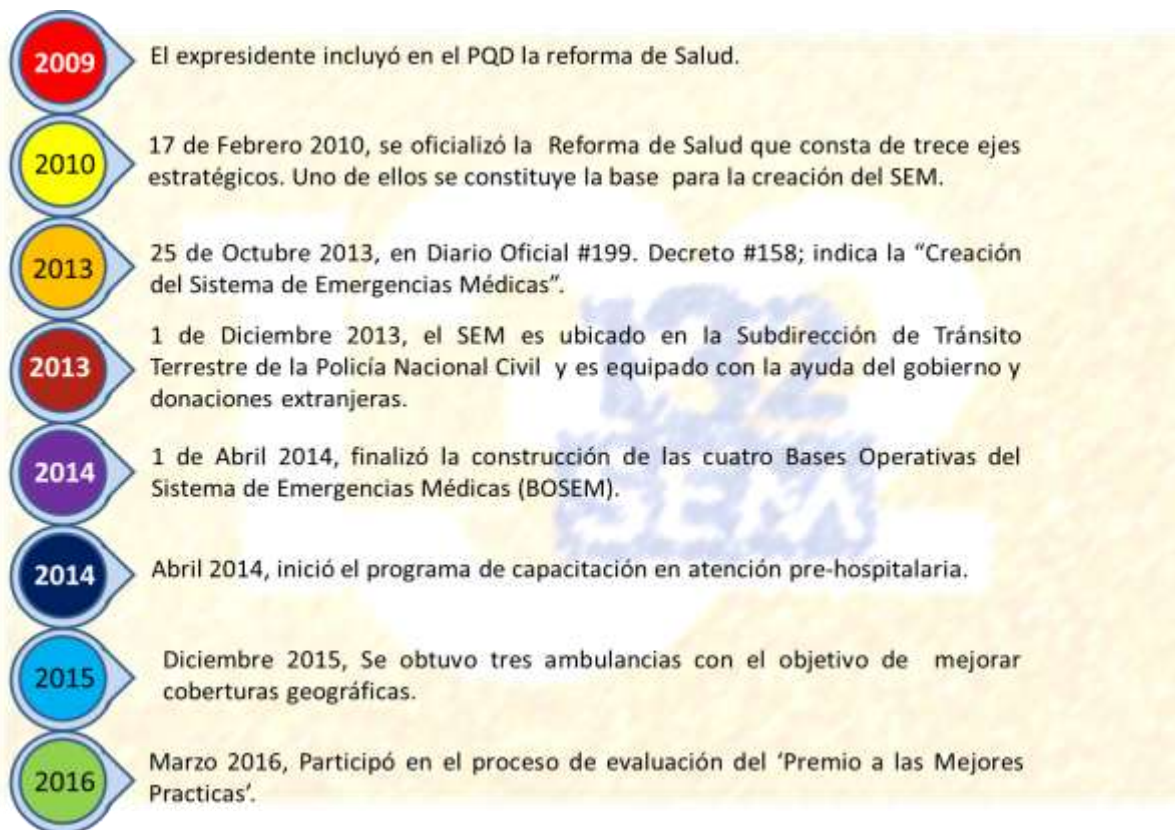 2009
El expresidente incluyó en el PQD la reforma de Salud.
2010
17 de Febrero 2010, se oficializó la Reforma de Salud que consta de trece ejes
estratégicos. Uno de ellos se constituye la base para la creación del SEM.
2013
25 de Octubre 2013, en Diario Oficial #199. Decreto #158; indica la “Creación
del Sistema de Emergencias Médicas”.
2013
1 de Diciembre 2013, el SEM es ubicado en la Subdirección de Tránsito
Terrestre de la Policía Nacional Civil y es equipado con la ayuda del gobierno y
donaciones extranjeras.
2014
1 de Abril 2014, finalizó la construcción de las cuatro Bases Operativas del
Sistema de Emergencias Médicas (BOSEM).
2014
Abril 2014, inició el programa de capacitación en atención pre-hospitalaria.
2015
Diciembre 2015, Se obtuvo tres ambulancias con el objetivo de mejorar
coberturas geográficas.
2016
Marzo 2016, Participó en el proceso de evaluación del ‘Premio a las Mejores
Practicas’.
132
SEM